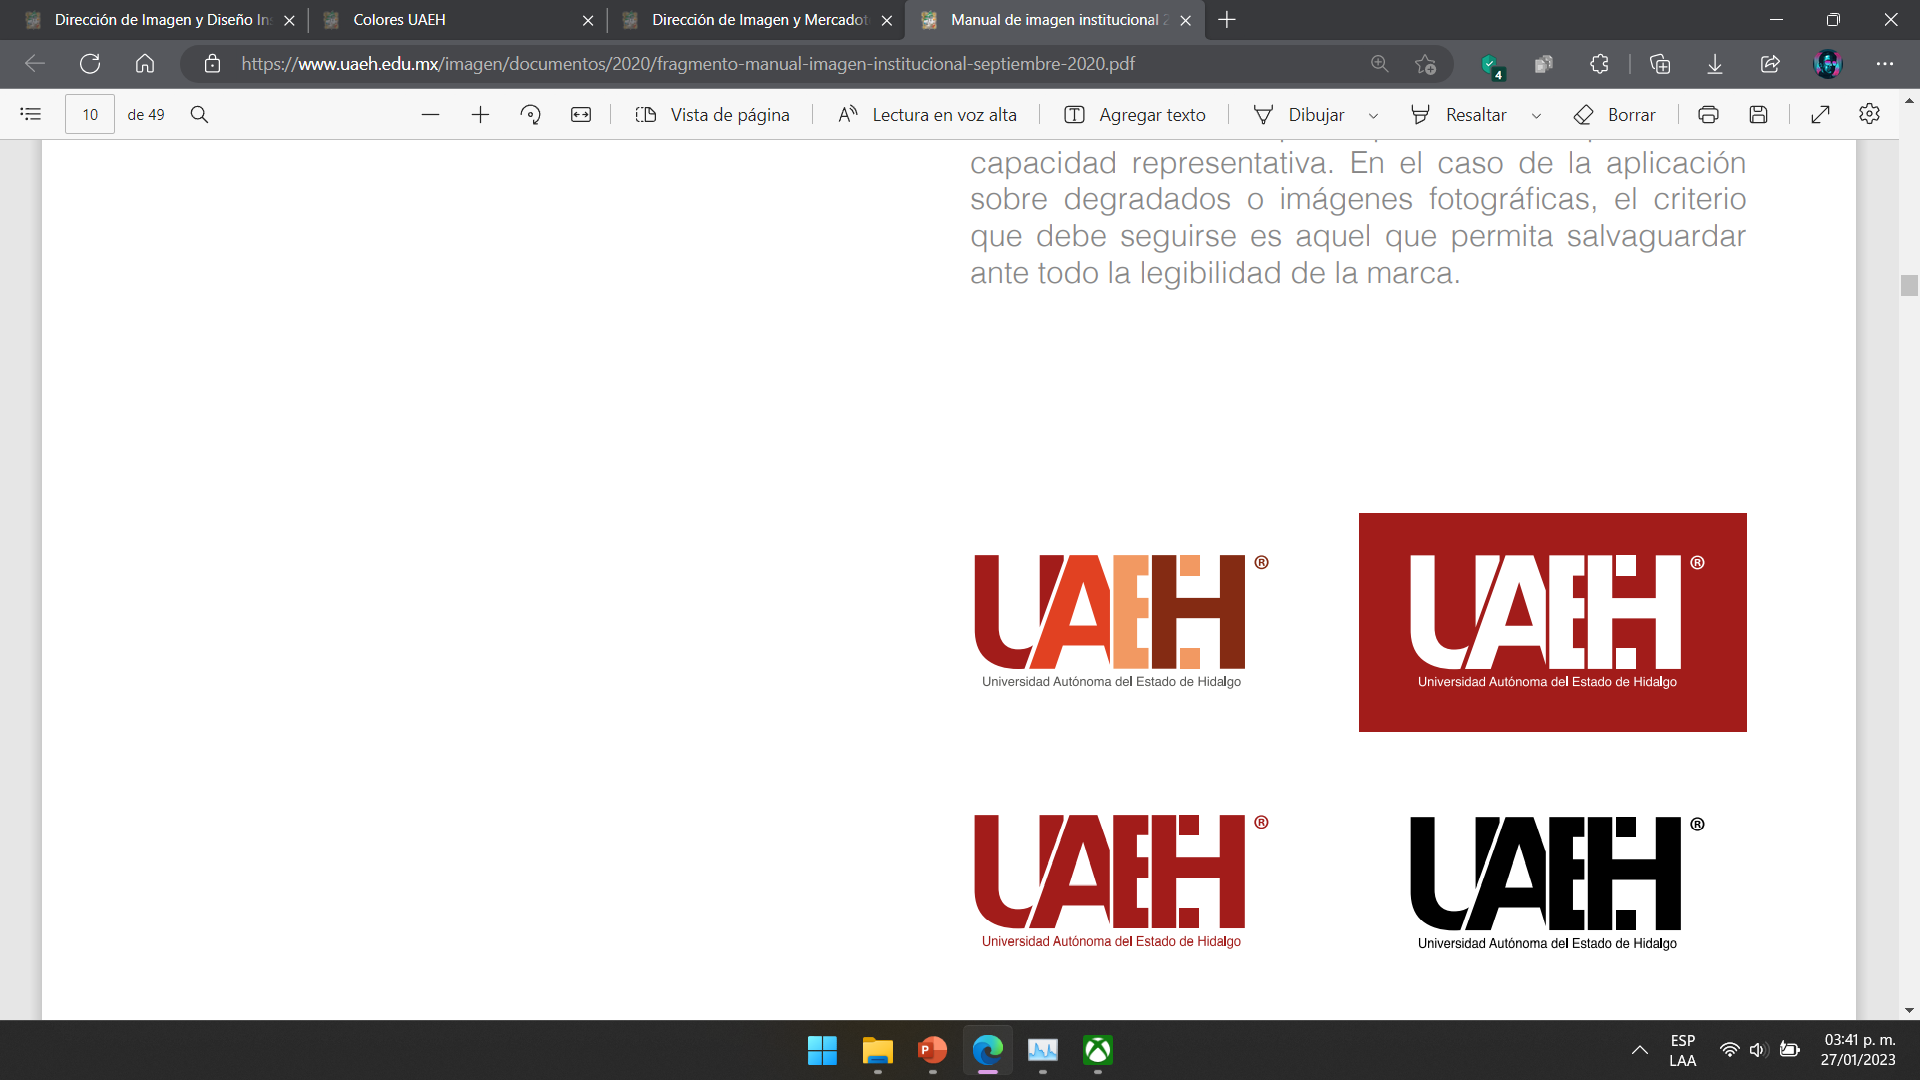 Dirección de Imagen y Diseño In
Colores UAEH
Dirección de Imagen y Mercadot
Manual de imagen institucional 2
https://www.uaeh.edu.mx/imagen/documentos/2020/fragmento-manual-imagen-institucional-septiembre-2020.pdf
4
10 de 49
Vista de página
Lectura en voz alta
Agregar texto
Dibujar
Resaltar
Borrar
capacidad representativa. En el caso de la aplicación
sobre degradados o imágenes fotográficas, el criterio
que debe seguirse es aquel que permita salvaguardar
ante todo la legibilidad de la marca.
UAEH ®
Universidad Autónoma del Estado de Hidalgo
UAEH ®
Universidad Autónoma del Estado de Hidalgo
UAEH ®
Universidad Autónoma del Estado de Hidalgo
UAEH ®
Universidad Autónoma del Estado de Hidalgo
ESP
LAA
03:41 p. m.
27/01/2023